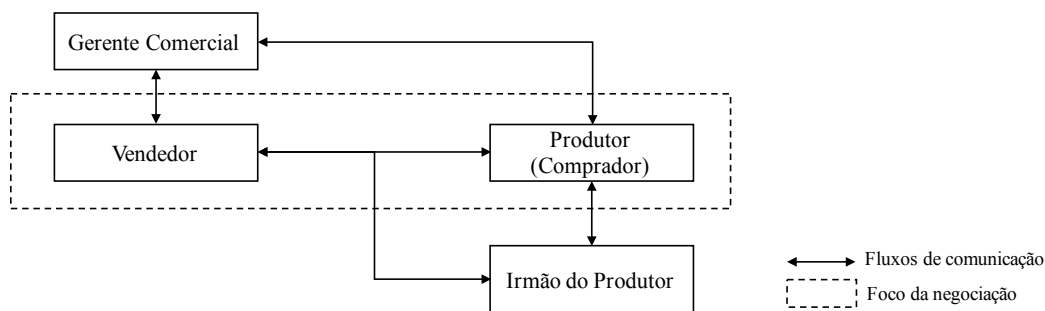 Gerente Comercial
Vendedor
Produtor
(Comprador)
Irmão do Produtor
Fluxos de comunicação
Foco da negociação